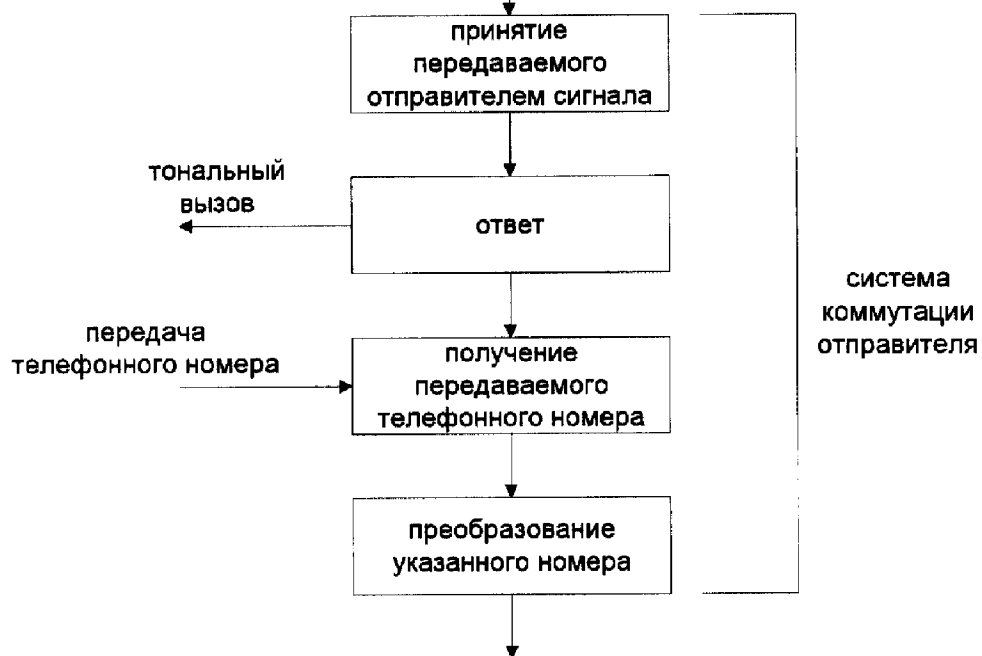 принятие
передаваемого
отправителем сигнала
тональный
вызов
ответ
система
коммутации
отправителя
передача
телефонного номера
получение
передаваемого
телефонного номера
преобразование
указанного номера